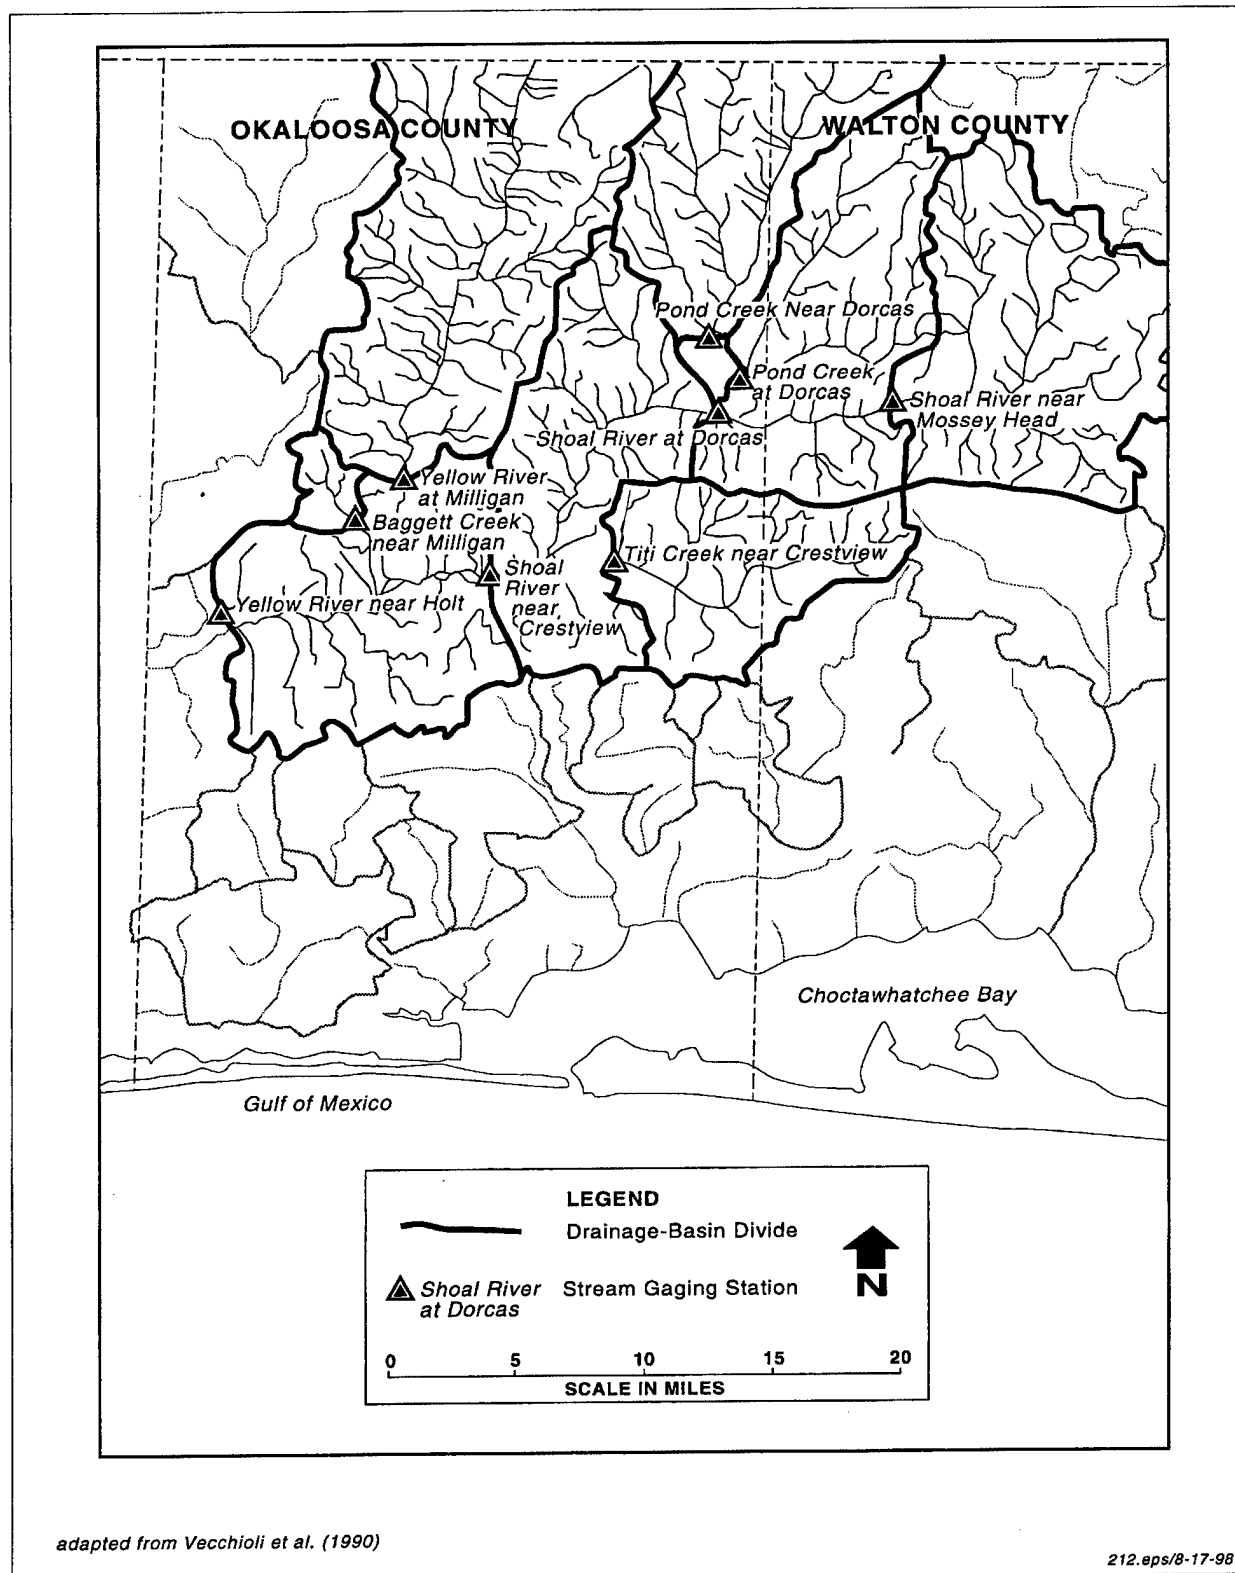 OKALOOSA COUNTY
WALTON COUNTY
Pond Creek Near Dorcas
Pond Creek
at Dorcas
Shoal River near
Mossey Head
Shoal River at Dorcas
Yellow River
at Milligan
Baggett Creek
near Milligan
Titi Creek near Crestview
Shoal
River
near
Crestview
Yellow River near Holt
Choctawhatchee Bay
Gulf of Mexico
LEGEND
Drainage-Basin Divide
Shoal River
at Dorcas
Stream Gaging Station
N
0 5 10 15 20
SCALE IN MILES
adapted from Vecchioli et al. (1990)
212.eps/8-17-98